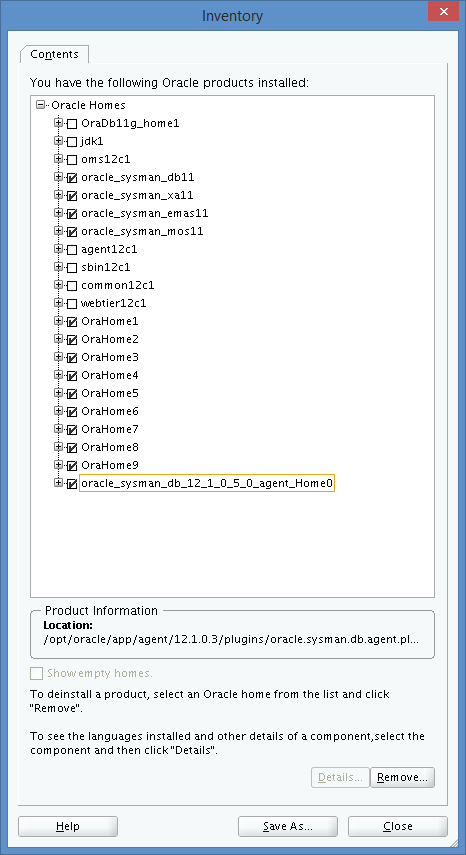 Inventory
Contents
You have the following Oracle products installed:
Oracle Homes
OraDb11g_home1
jdk1
oms12c1
oracle_sysman_db11
oracle_sysman_xa11
oracle_sysman_emas11
oracle_sysman_mos11
agent12c1
sbin12c1
common12c1
webtier12c1
OraHome1
OraHome2
OraHome3
OraHome4
OraHome5
OraHome6
OraHome7
OraHome8
OraHome9
oracle_sysman_db_12_1_0_5_0_agent_Home0
Product Information
Location:
/opt/oracle/app/agent/12.1.0.3/plugins/oracle.sysman.db.agent.pl...
Show empty homes.
To deinstall a product, select an Oracle home from the list and click
"Remove".
To see the languages installed and other details of a component,select the
component and then click "Details".
Details... Remove...
Help Save As... Close